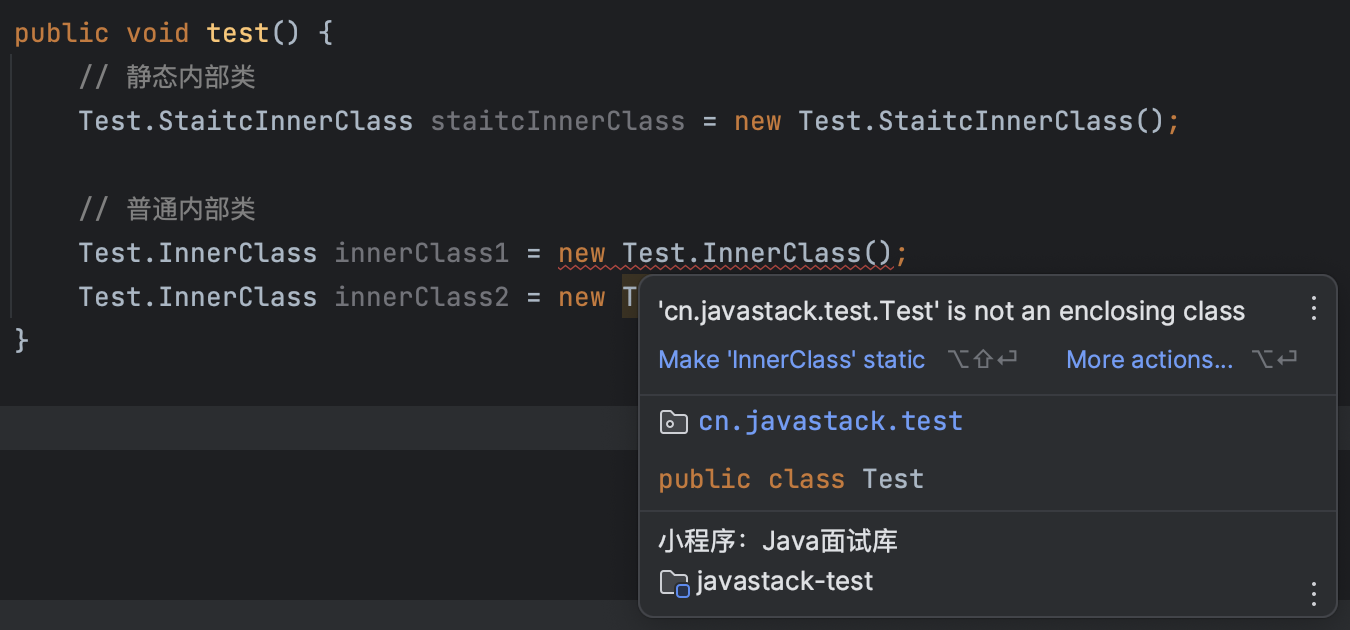 public void test() {
// 静态内部类
Test.StaitcInnerClass staitcInnerClass = new Test.StaitcInnerClass();
// 普通内部类
Test.InnerClass innerClass1 = new Test.InnerClass();
Test.InnerClass innerClass2 = new T
}
'cn.javastack.test.Test' is not an enclosing class
Make 'InnerClass' static ⌥⇧⏎ More actions... ⌥⏎
cn.javastack.test
public class Test
小程序：Java面试库
javastack-test